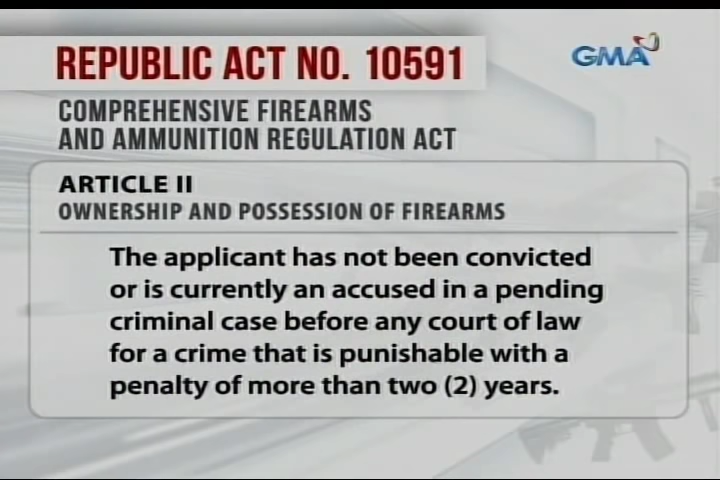 REPUBLIC ACT NO. 10591
GMA
COMPREHENSIVE FIREARMS
AND AMMUNITION REGULATION ACT
ARTICLE II
OWNERSHIP AND POSSESSION OF FIREARMS
The applicant has not been convicted
or is currently an accused in a pending
criminal case before any court of law
for a crime that is punishable with a
penalty of more than two (2) years.